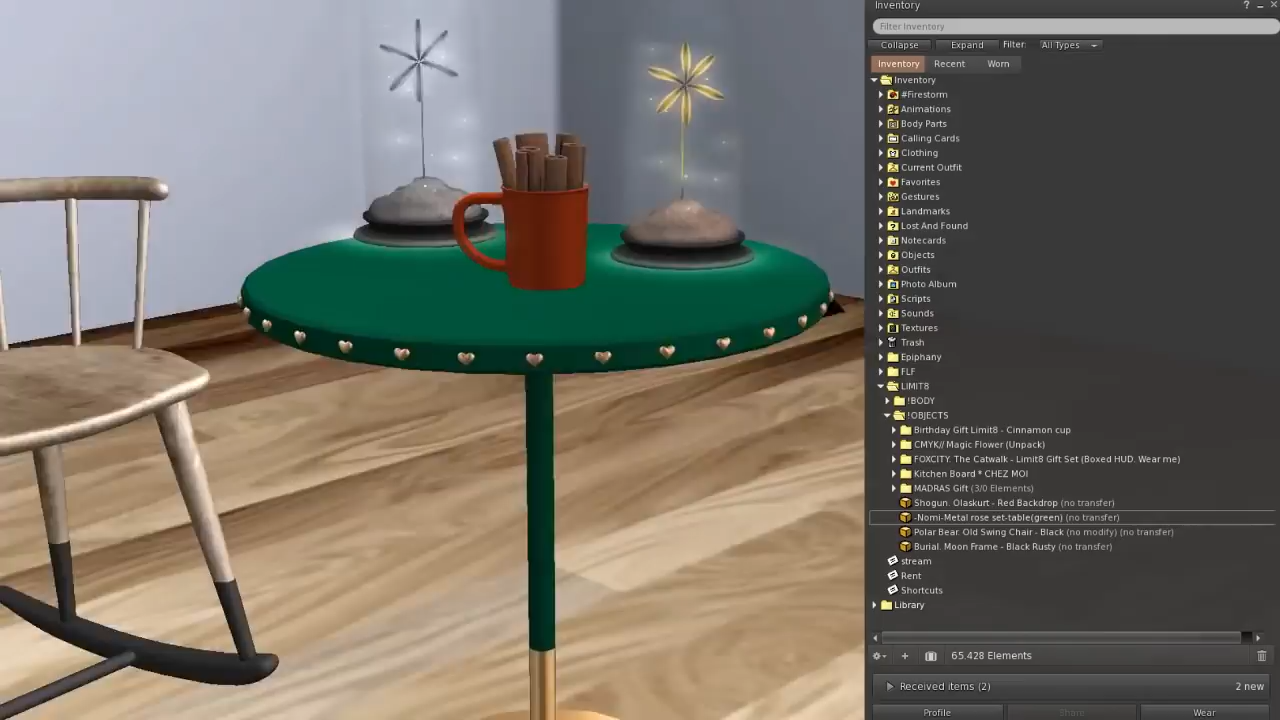 Inventory
? _ ×
Filter Inventory
Collapse Expand Filter: All Types
Inventory Recent Worn
Inventory
#Firestorm
Animations
Body Parts
Calling Cards
Clothing
Current Outfit
Favorites
Gestures
Landmarks
Lost And Found
Notecards
Objects
Outfits
Photo Album
Scripts
Sounds
Textures
Trash
Epiphany
FLF
LIMIT8
!BODY
!OBJECTS
Birthday Gift Limit8 - Cinnamon cup
CMYK// Magic Flower (Unpack)
FOXCITY. The Catwalk - Limit8 Gift Set (Boxed HUD. Wear me)
Kitchen Board * CHEZ MOI
MADRAS Gift (3/0 Elements)
Shogun. Olaskurt - Red Backdrop (no transfer)
-Nomi-Metal rose set-table(green) (no transfer)
Polar Bear. Old Swing Chair - Black (no modify) (no transfer)
Burial. Moon Frame - Black Rusty (no transfer)
stream
Rent
Shortcuts
Library
+ 65.428 Elements
Received items (2) 2 new
Profile Share Wear